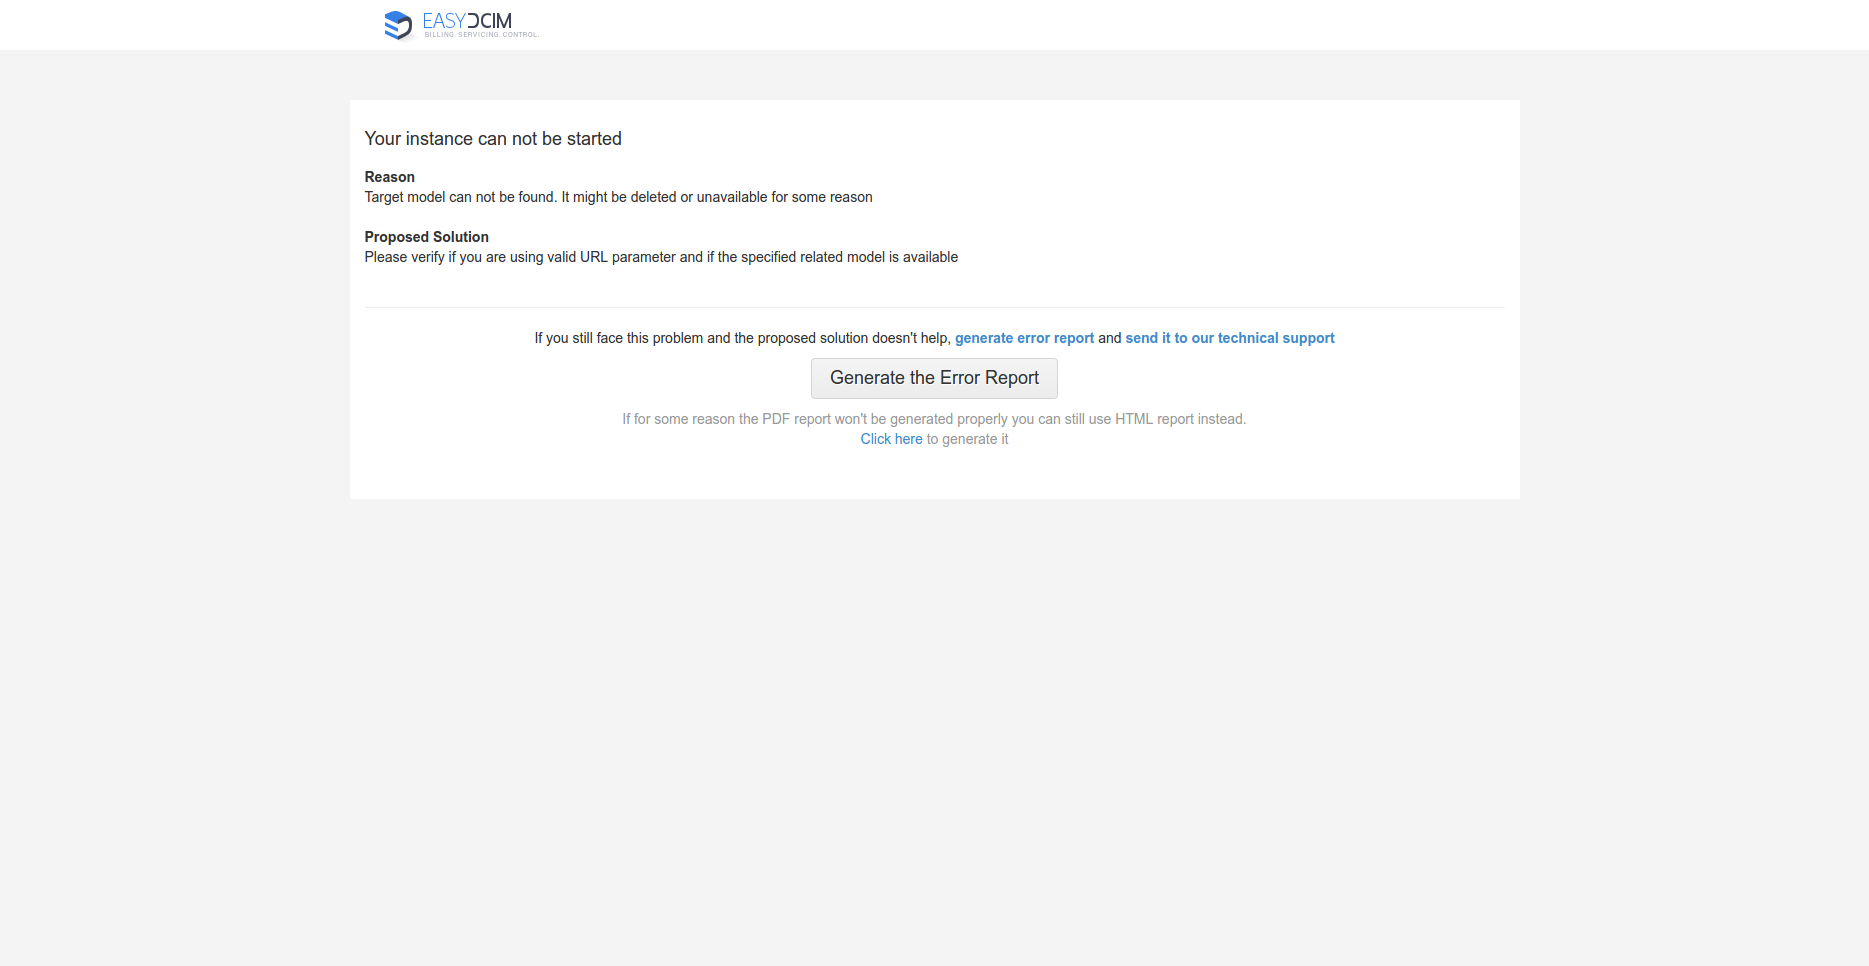 EASYDCIM
BILLING. SERVICING. CONTROL.
Your instance can not be started
Reason
Target model can not be found. It might be deleted or unavailable for some reason
Proposed Solution
Please verify if you are using valid URL parameter and if the specified related model is available
If you still face this problem and the proposed solution doesn't help, generate error report and send it to our technical support
Generate the Error Report
If for some reason the PDF report won't be generated properly you can still use HTML report instead.
Click here to generate it